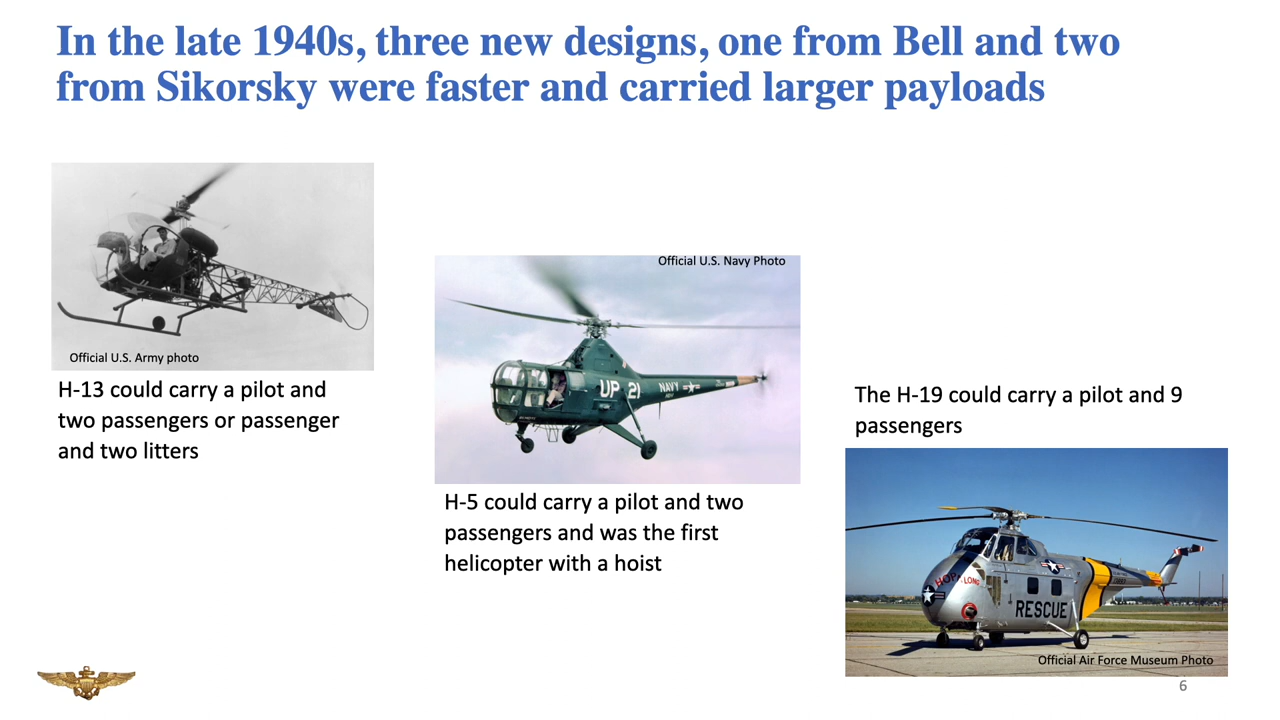 In the late 1940s, three new designs, one from Bell and two
from Sikorsky were faster and carried larger payloads
Official U.S. Army photo
H-13 could carry a pilot and
two passengers or passenger
and two litters
Official U.S. Navy Photo
UP 21
NAVY
H-5 could carry a pilot and two
passengers and was the first
helicopter with a hoist
The H-19 could carry a pilot and 9
passengers
HOP-A-LONG
RESCUE
Official Air Force Museum Photo
6